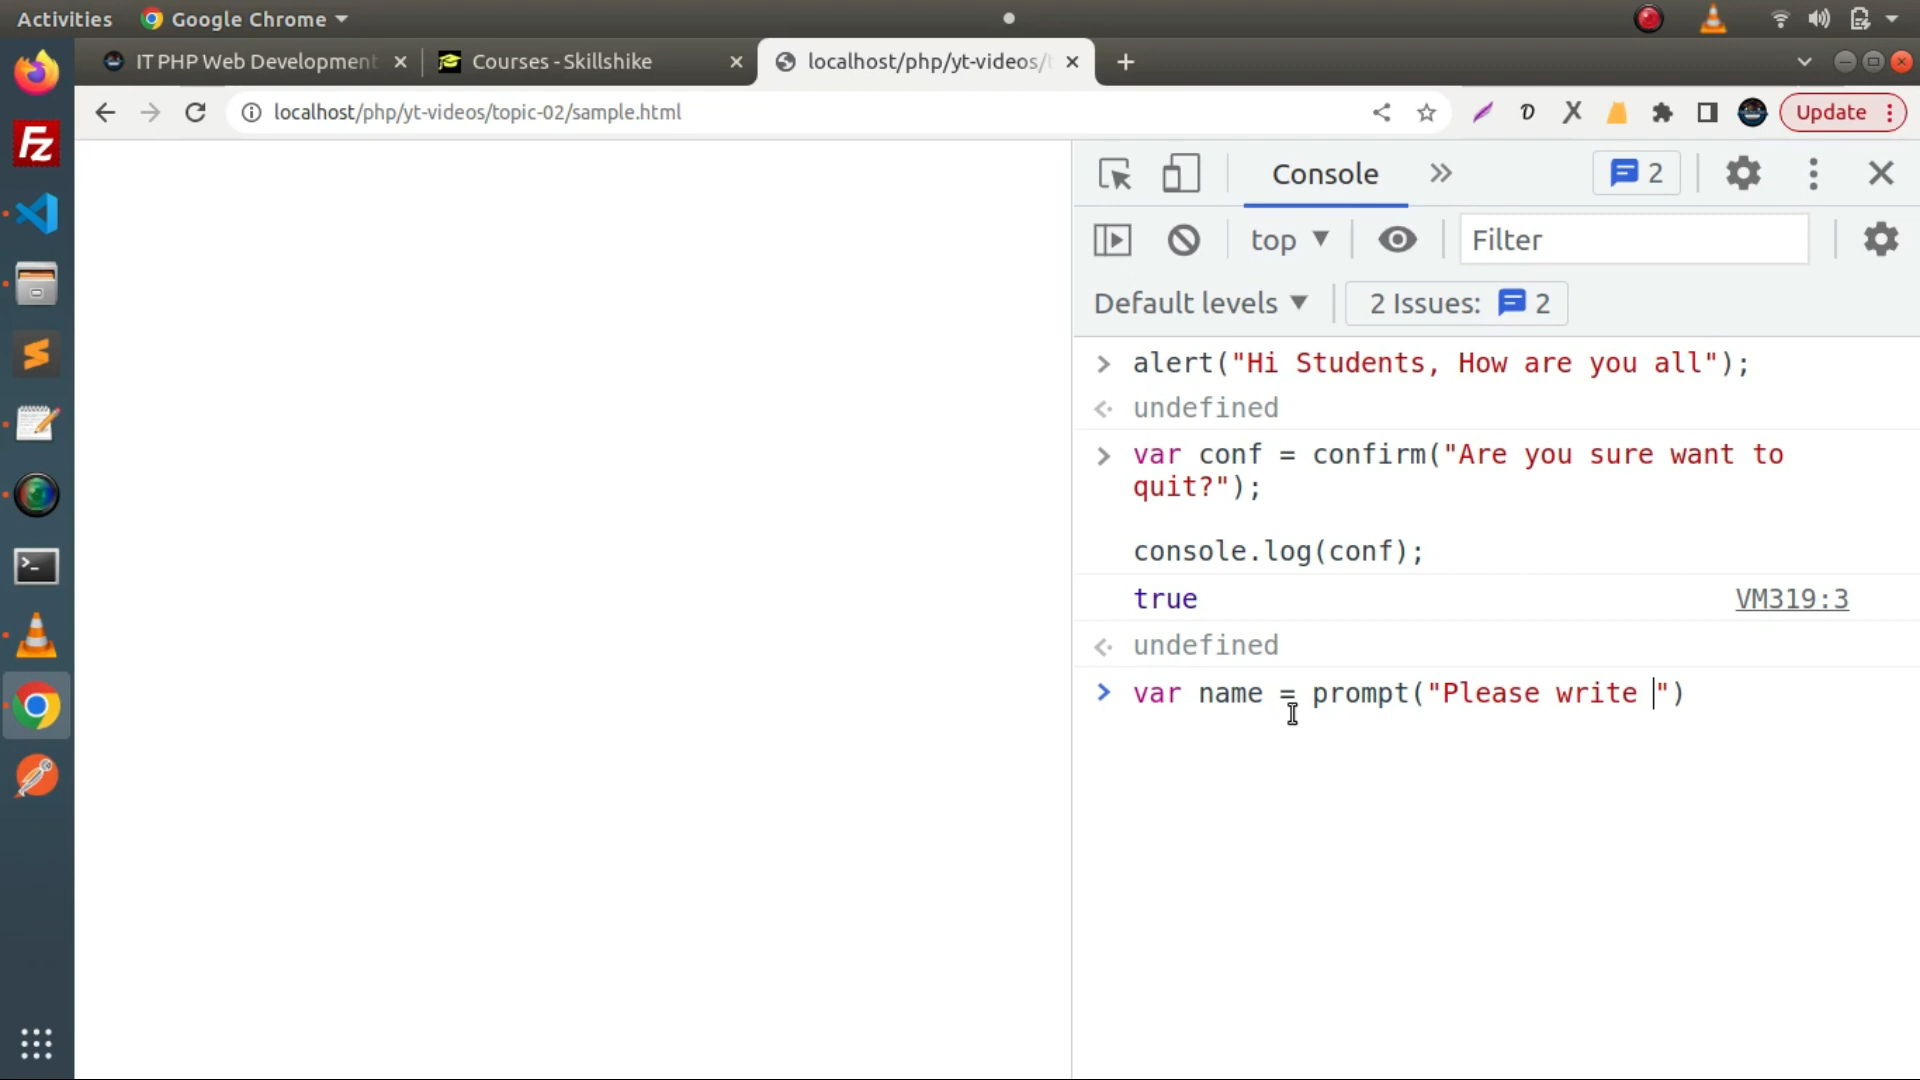 Activities
Google Chrome
IT PHP Web Development
Courses - Skillshike
localhost/php/yt-videos/t
localhost/php/yt-videos/topic-02/sample.html
Update
Console
2
top
Filter
Default levels
2 Issues: 2
alert("Hi Students, How are you all");
undefined
var conf = confirm("Are you sure want to
quit?");
console.log(conf);
true VM319:3
undefined
var name = prompt("Please write ")